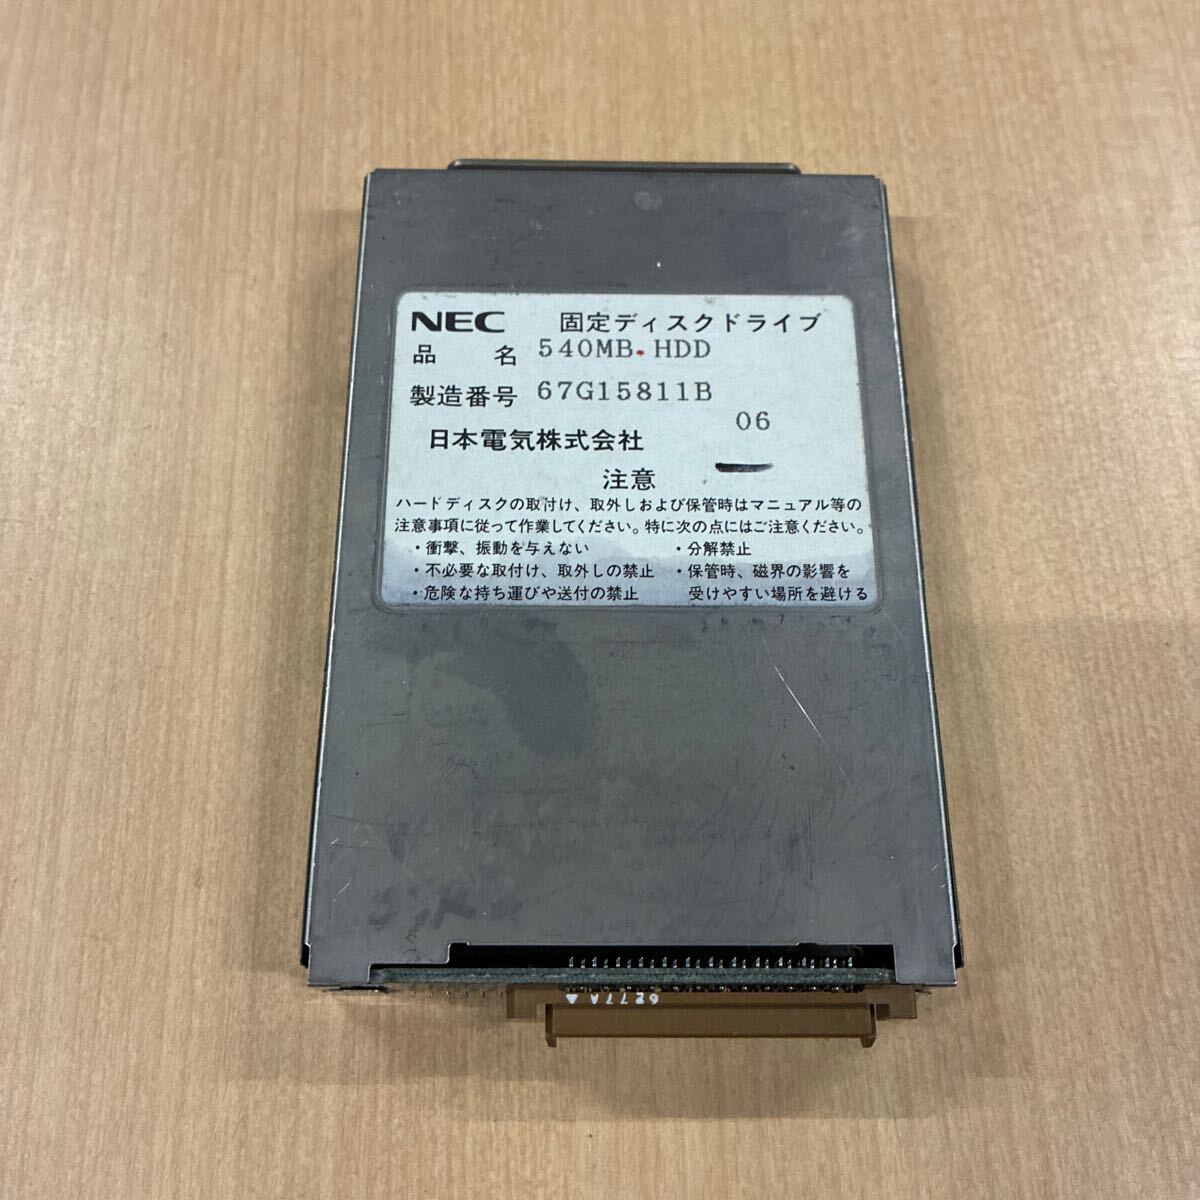 NEC 固定ディスクドライブ
品名 540MB HDD
製造番号 67G15811B
06
日本電気株式会社
注意
ハードディスクの取付け、取外しおよび保管時はマニュアル等の
注意事項に従って作業してください。特に次の点にはご注意ください。
・衝撃、振動を与えない ・分解禁止
・不必要な取付け、取外しの禁止 ・保管時、磁界の影響を
・危険な持ち運びや送付の禁止 受けやすい場所を避ける